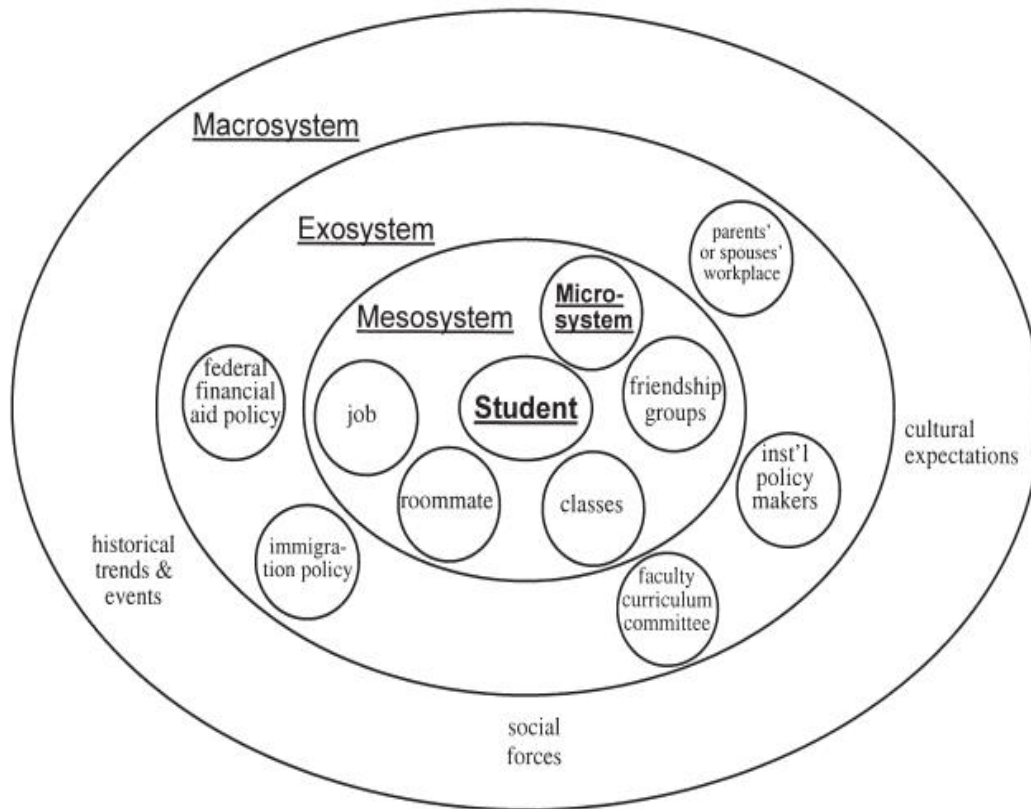 Macrosystem
Exosystem
parents'
or spouses'
workplace
Mesosystem
Micro-
system
federal
financial
aid policy
job
Student
friendship
groups
cultural
expectations
inst'l
policy
makers
roommate
classes
historical
trends &
events
immigra-
tion policy
faculty
curriculum
committee
social
forces